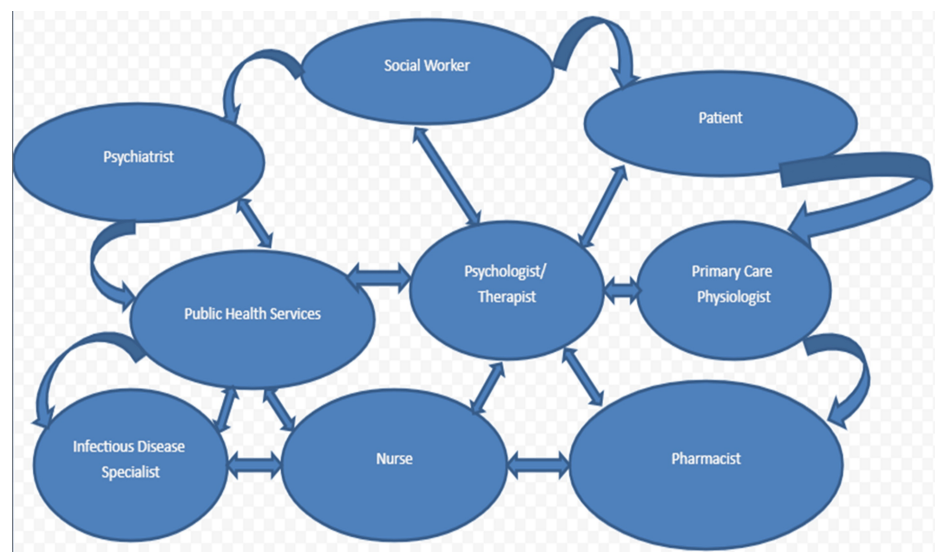 Social Worker
Patient
Psychiatrist
Psychologist/
Therapist
Primary Care
Physiologist
Public Health Services
Infectious Disease
Specialist
Nurse
Pharmacist